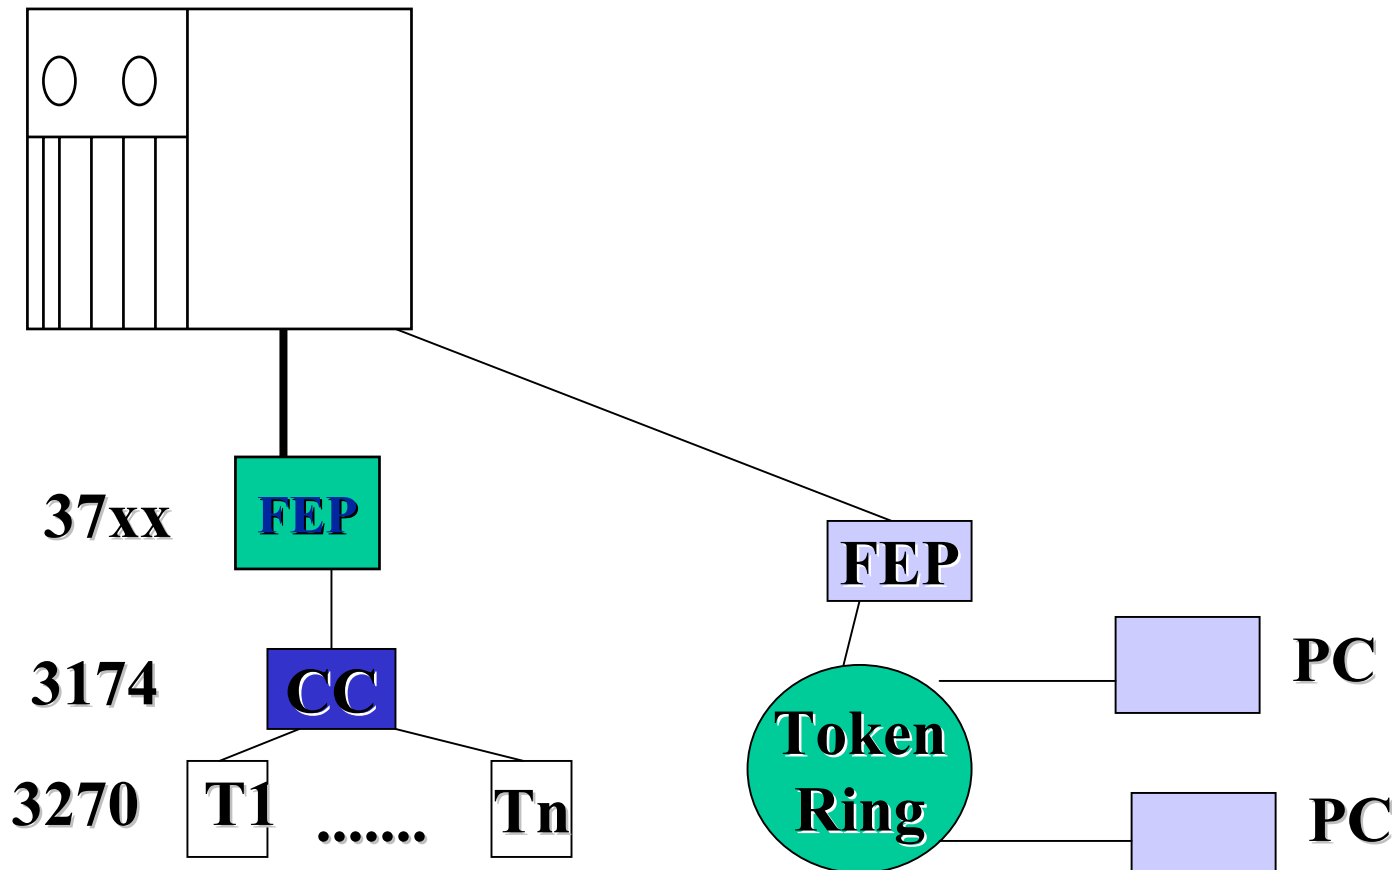 37xx
FEP
FEP
3174
CC
PC
Token
Ring
3270
T1
.......
Tn
PC